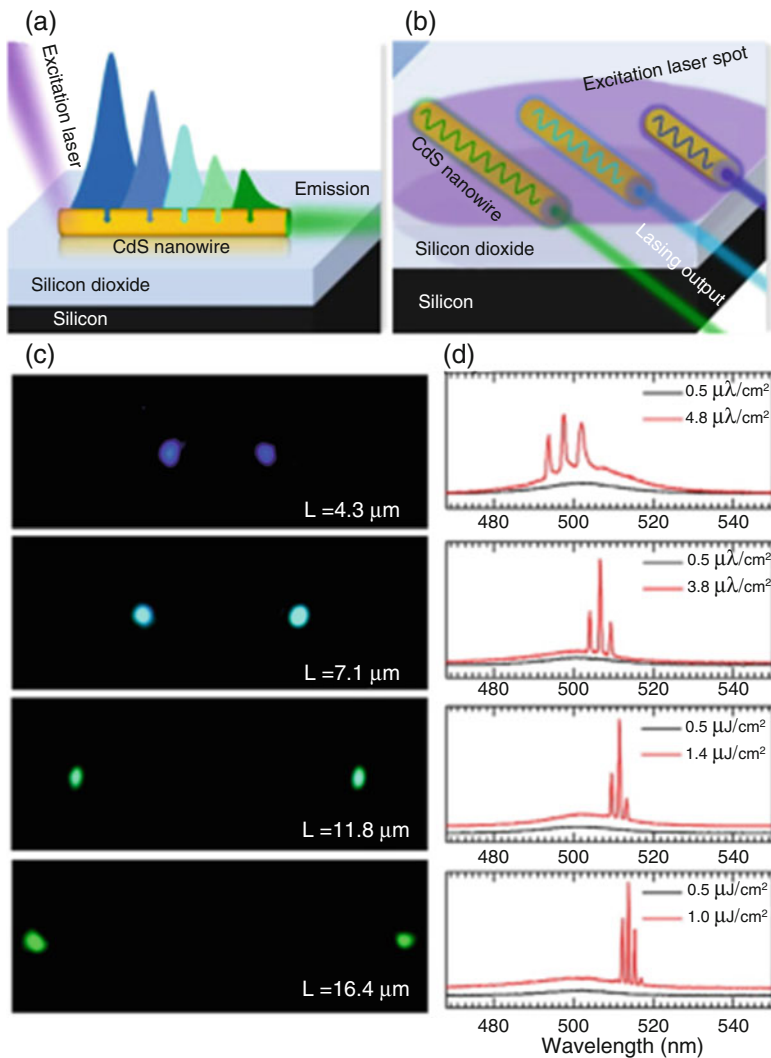 (a)
Excitation laser
Emission
CdS nanowire
Silicon dioxide
Silicon
(b)
Excitation laser spot
CdS nanowire
Lasing output
Silicon dioxide
Silicon
(c)
L =4.3 μm
L =7.1 μm
L =11.8 μm
L =16.4 μm
(d)
0.5 μλ/cm²
4.8 μλ/cm²
480 500 520 540
0.5 μλ/cm²
3.8 μλ/cm²
480 500 520 540
0.5 μJ/cm²
1.4 μJ/cm²
480 500 520 540
0.5 μJ/cm²
1.0 μJ/cm²
480 500 520 540
Wavelength (nm)